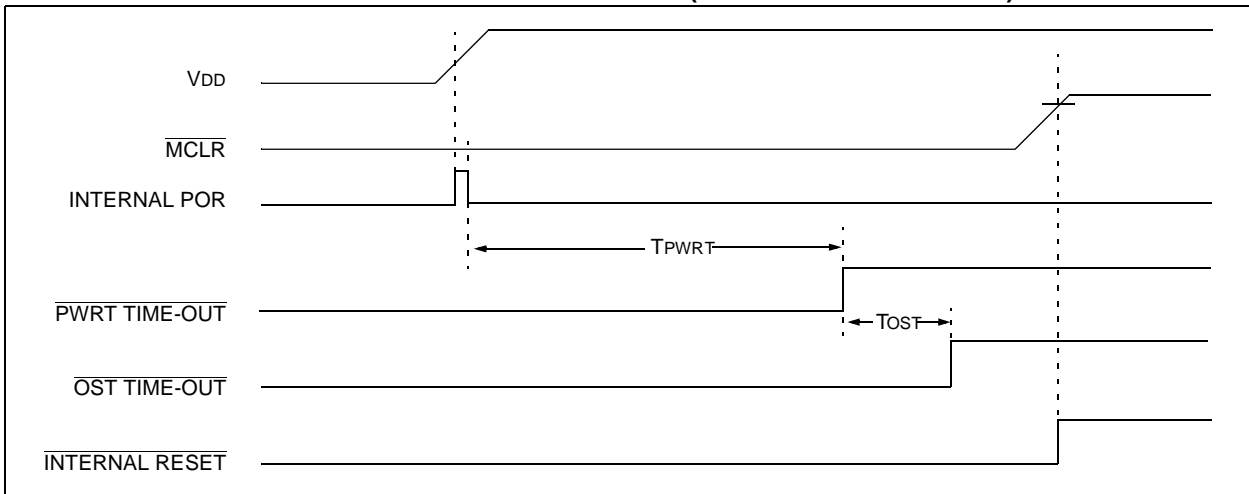 VDD
MCLR
INTERNAL POR
TPWRT
PWRT TIME-OUT
TOST
OST TIME-OUT
INTERNAL RESET